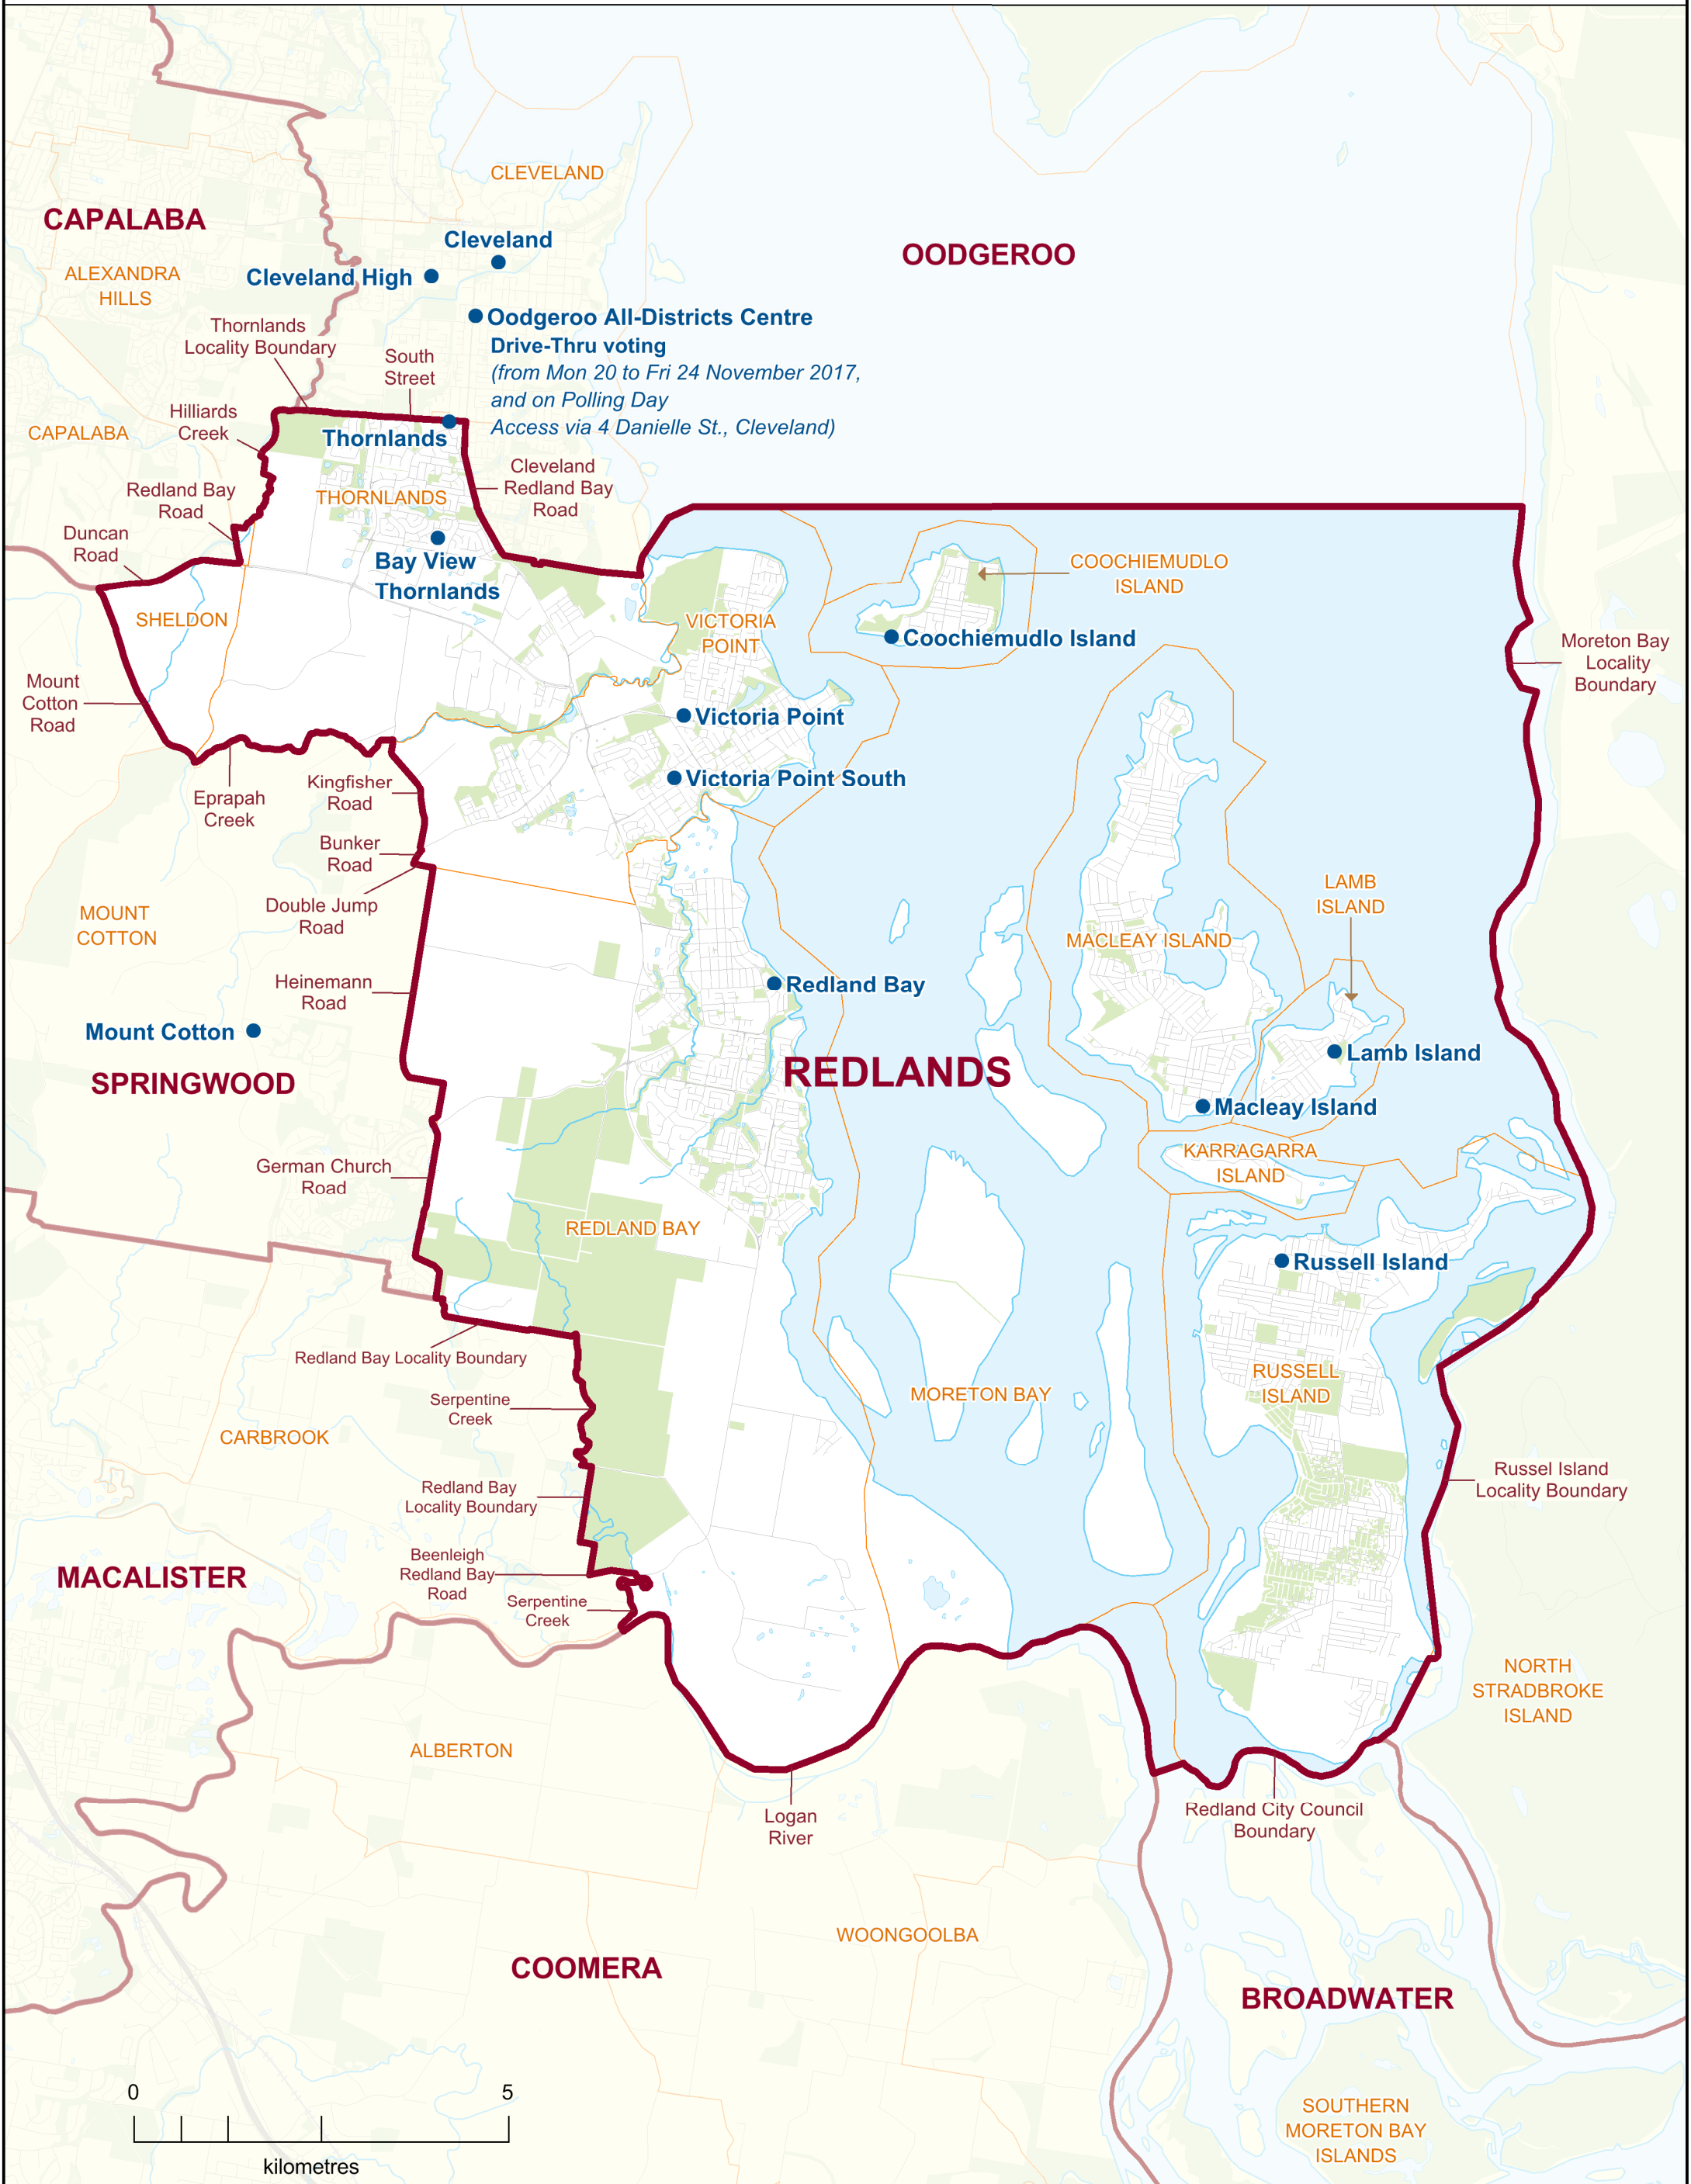 CLEVELAND
CAPALABA
Cleveland
OODGEROO
ALEXANDRA
HILLS
Cleveland High
Oodgeroo All-Districts Centre
Drive-Thru voting
(from Mon 20 to Fri 24 November 2017,
and on Polling Day
Access via 4 Danielle St., Cleveland)
Thornlands
Locality Boundary
South
Street
Hilliards
Creek
CAPALABA
Thornlands
Cleveland
Redland Bay
Road
THORNLANDS
Redland Bay
Road
Duncan
Road
Bay View
Thornlands
COOCHIEMUDLO
ISLAND
SHELDON
VICTORIA
POINT
Coochiemudlo Island
Moreton Bay
Locality
Boundary
Mount
Cotton
Road
Victoria Point
Victoria Point South
Eprapah
Creek
Kingfisher
Road
Bunker
Road
Double Jump
Road
LAMB
ISLAND
MOUNT
COTTON
MACLEAY ISLAND
Heinemann
Road
Redland Bay
Mount Cotton
Lamb Island
REDLANDS
SPRINGWOOD
Macleay Island
KARRAGARRA
ISLAND
German Church
Road
REDLAND BAY
Russell Island
Redland Bay Locality Boundary
RUSSELL
ISLAND
MORETON BAY
Serpentine
Creek
CARBROOK
Russel Island
Locality Boundary
Redland Bay
Locality Boundary
MACALISTER
Beenleigh
Redland Bay
Road
Serpentine
Creek
NORTH
STRADBROKE
ISLAND
ALBERTON
Logan
River
Redland City Council
Boundary
WOONGOOLBA
COOMERA
BROADWATER
0 5
kilometres
SOUTHERN
MORETON BAY
ISLANDS